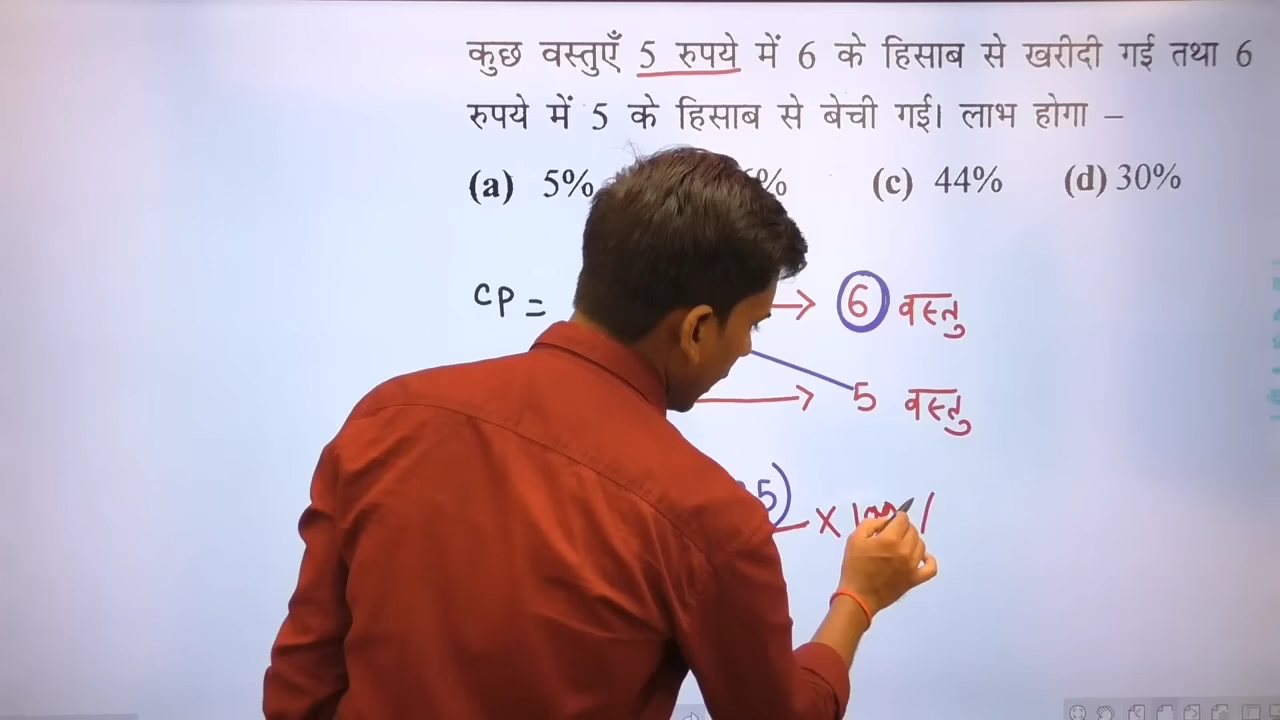 कुछ वस्तुएँ 5 रुपये में 6 के हिसाब से खरीदी गई तथा 6
रुपये में 5 के हिसाब से बेची गई। लाभ होगा –
(a) 5% % (c) 44% (d) 30%
CP = → 6 वस्तु
→ 5 वस्तु
5) × 100 /